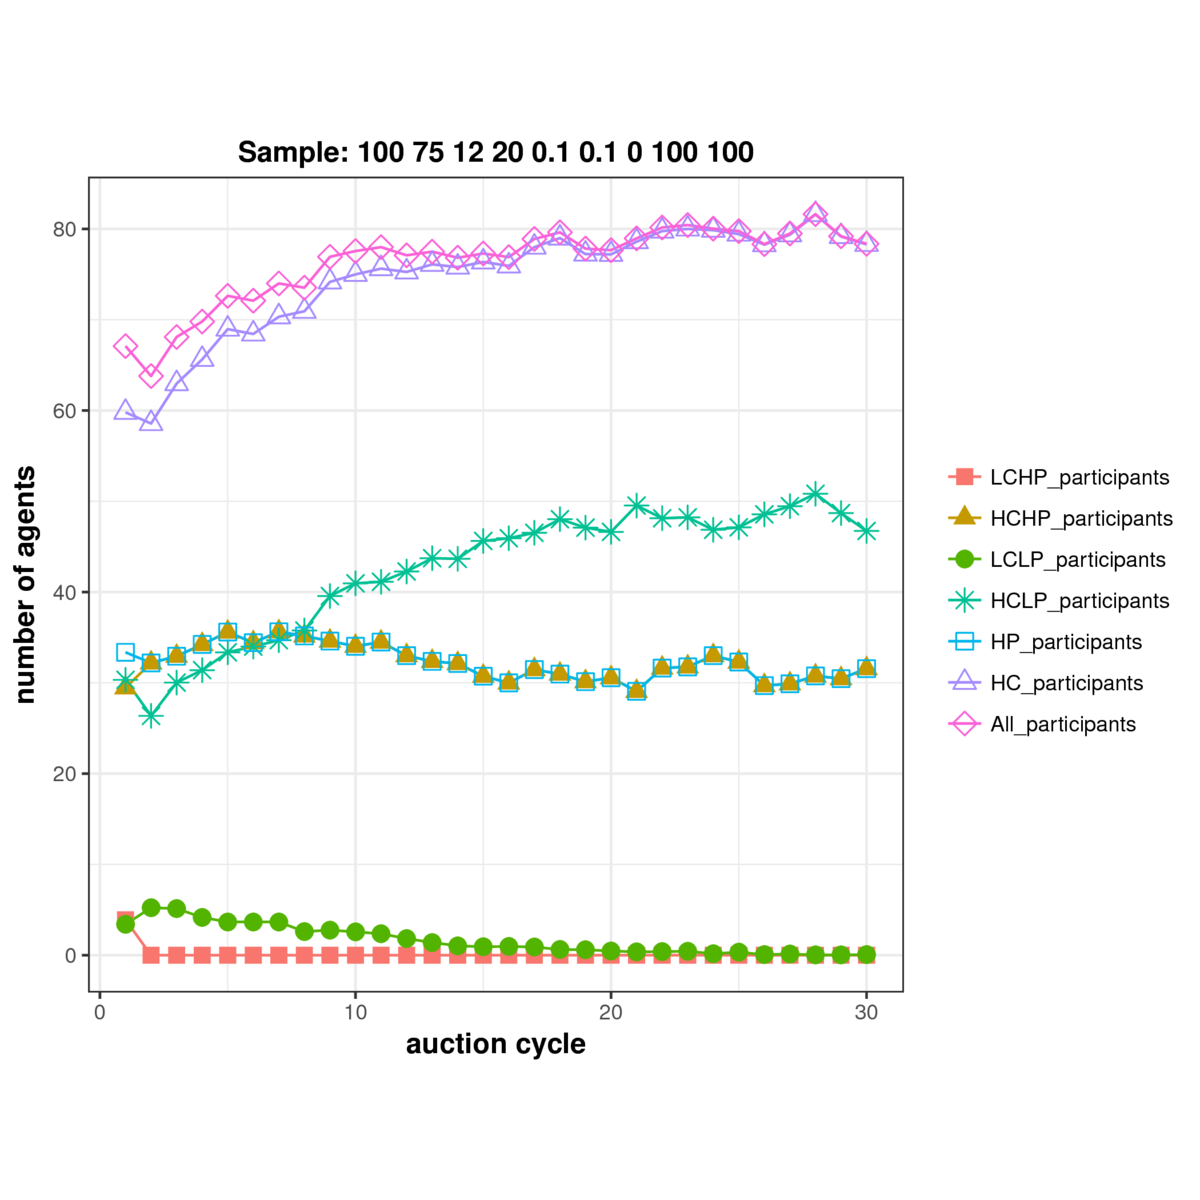 Sample: 100 75 12 20 0.1 0.1 0 100 100
80
60
40
20
0
number of agents
0 10 20 30
auction cycle
LCHP_participants
HCHP_participants
LCLP_participants
HCLP_participants
HP_participants
HC_participants
All_participants